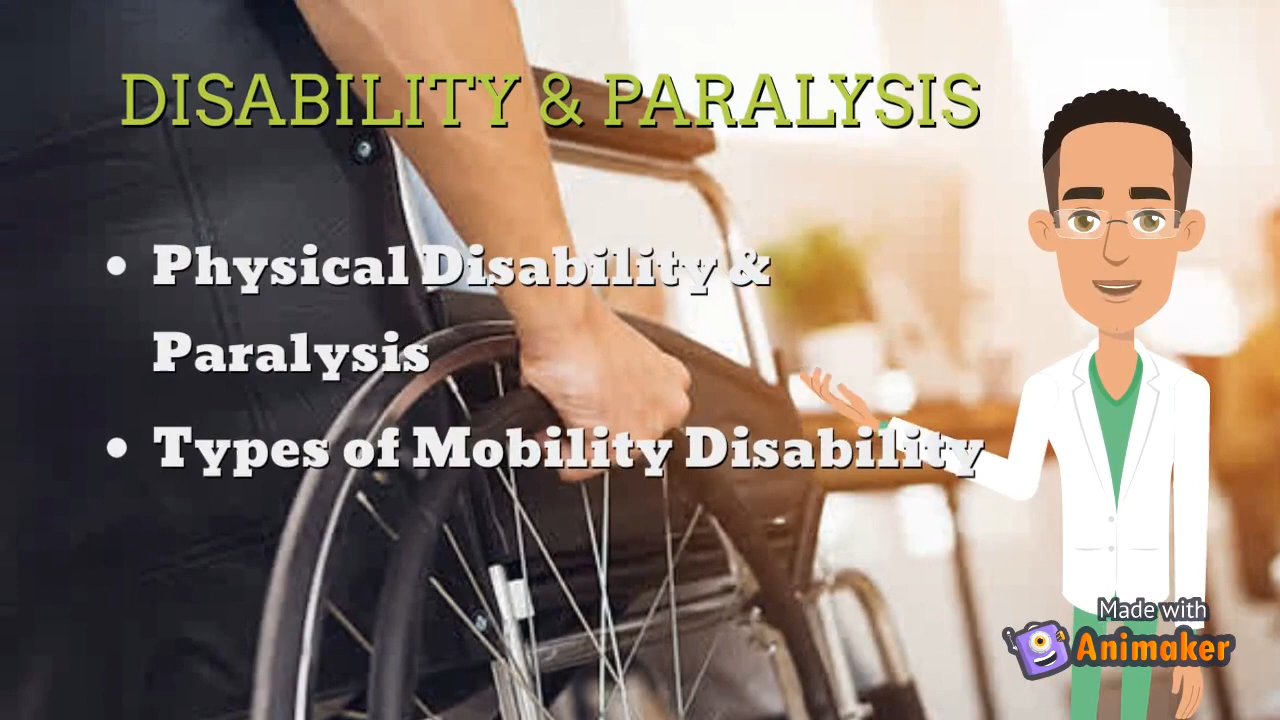 DISABILITY & PARALYSIS
• Physical Disability &
Paralysis
• Types of Mobility Disability
Made with
Animaker